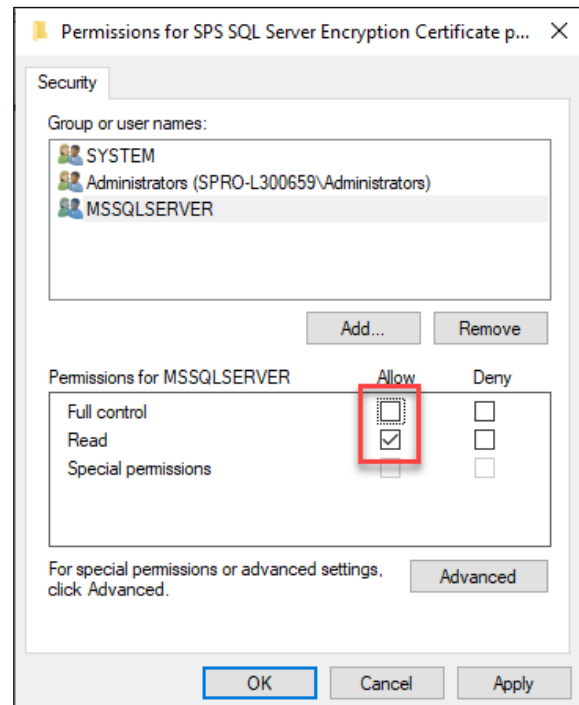 Permissions for SPS SQL Server Encryption Certificate p...
Security
Group or user names:
SYSTEM
Administrators (SPRO-L300659\Administrators)
MSSQLSERVER
Add... Remove
Permissions for MSSQLSERVER Allow Deny
Full control
Read
Special permissions
For special permissions or advanced settings,
click Advanced.
Advanced
OK Cancel Apply